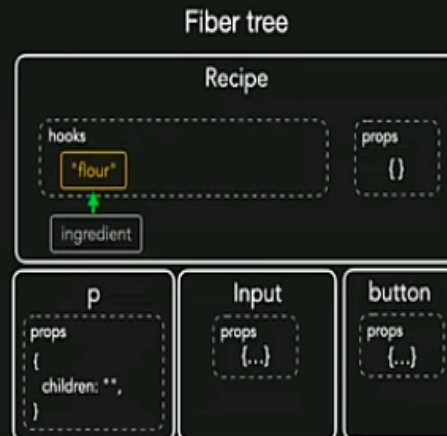 Fiber tree
Recipe
hooks
props
"flour"
{}
ingredient
p
Input
button
props
props
props
{
{...}
{...}
children: "",
}